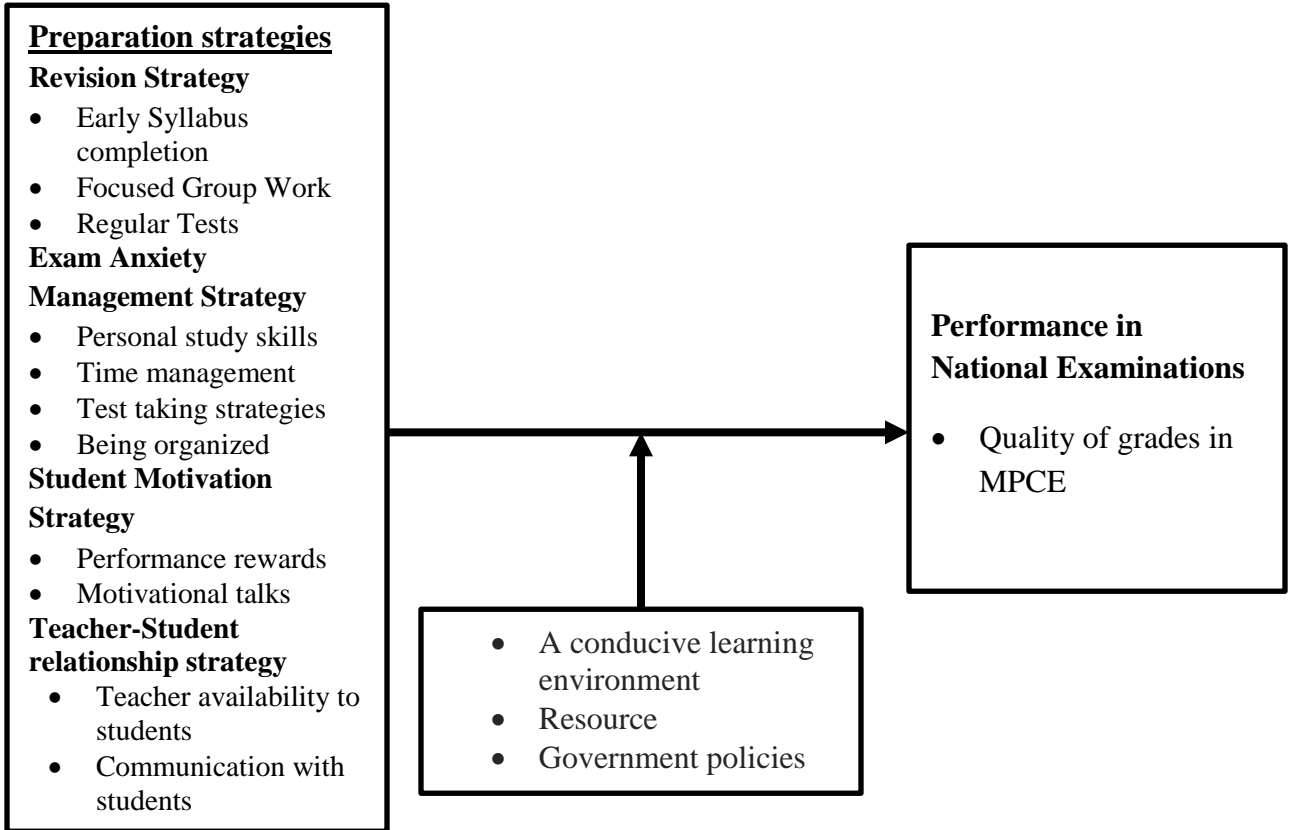 Preparation strategies
Revision Strategy
• Early Syllabus
completion
• Focused Group Work
• Regular Tests
Exam Anxiety
Management Strategy
• Personal study skills
• Time management
• Test taking strategies
• Being organized
Student Motivation
Strategy
• Performance rewards
• Motivational talks
Teacher-Student
relationship strategy
• Teacher availability to
students
• Communication with
students
• A conducive learning
environment
• Resource
• Government policies
Performance in
National Examinations
• Quality of grades in
MPCE